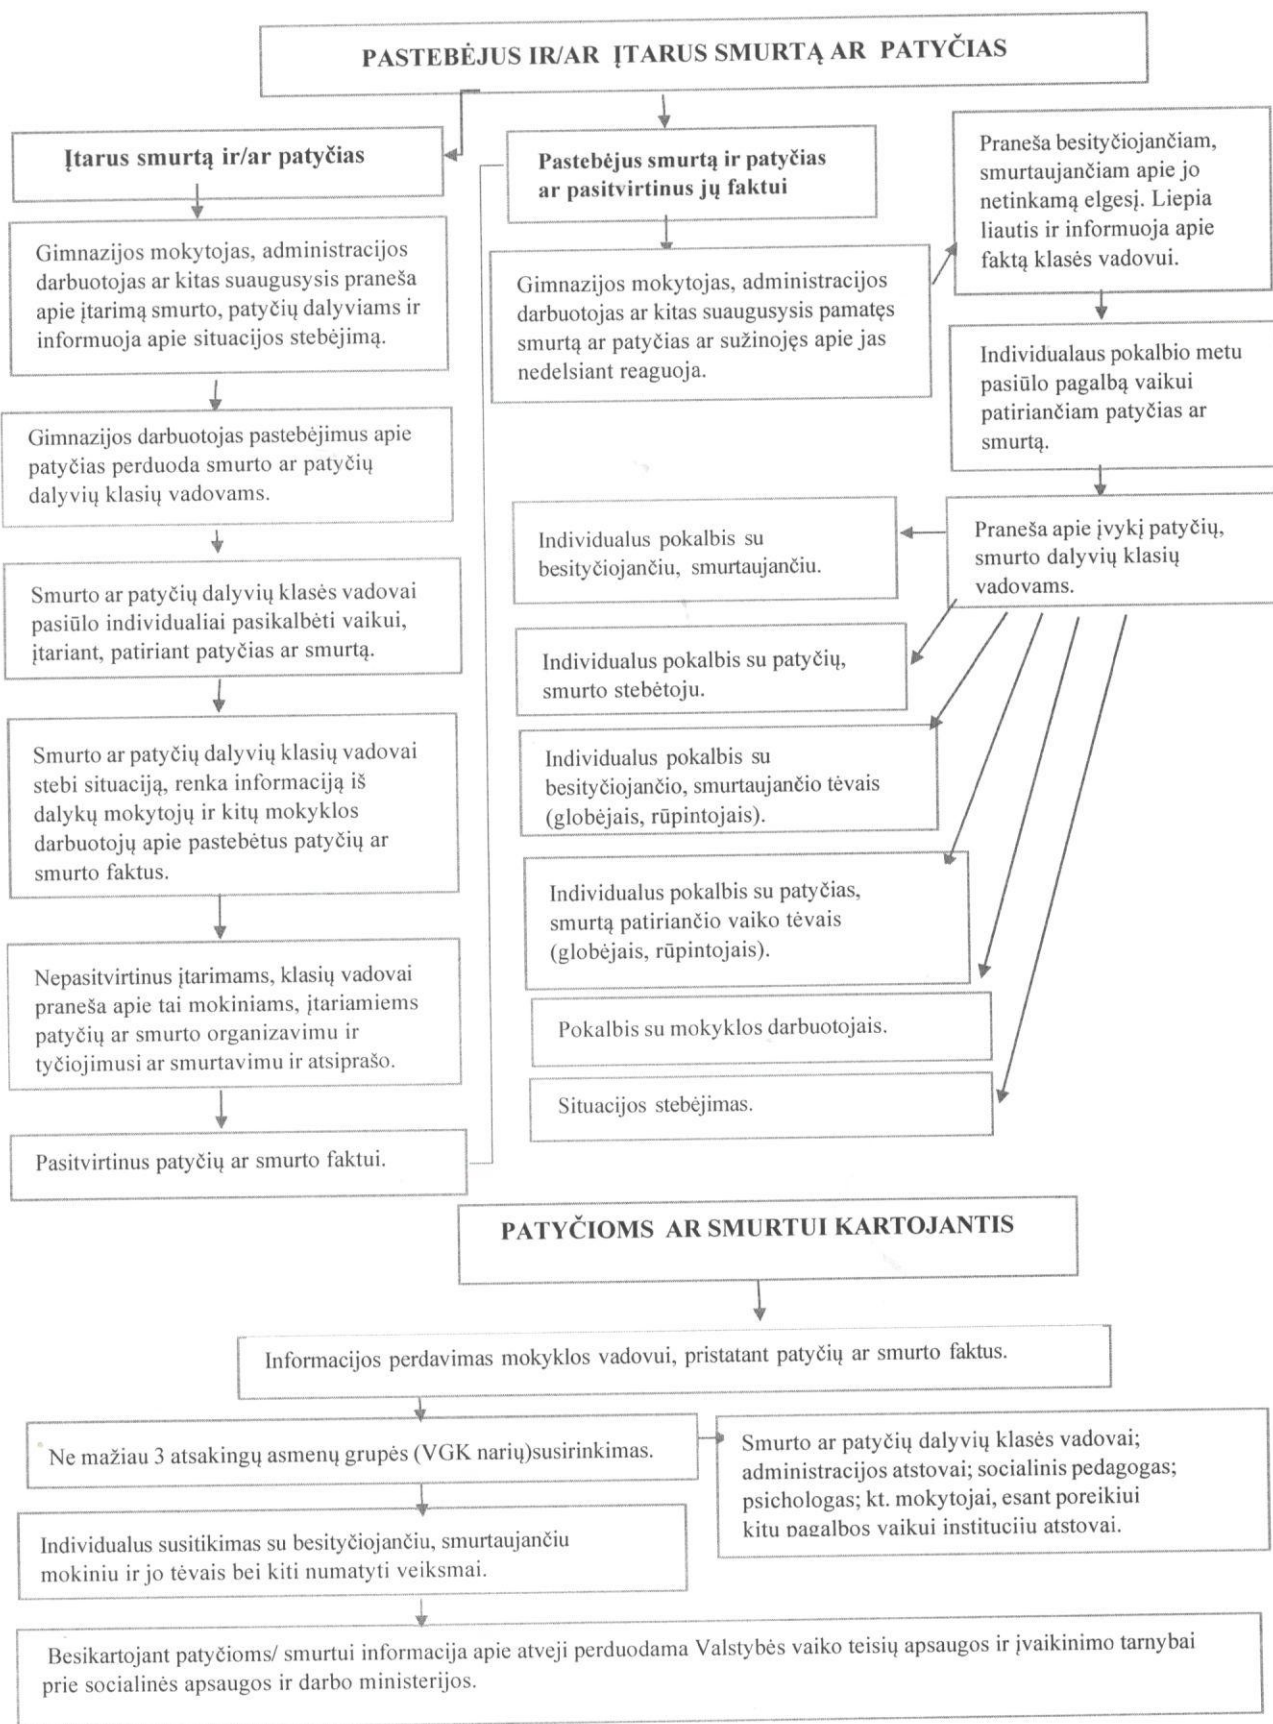 PASTEBĖJUS IR/AR ĮTARUS SMURTĄ AR PATYČIAS
Įtarus smurtą ir/ar patyčias
Gimnazijos mokytojas, administracijos
darbuotojas ar kitas suaugusysis praneša
apie įtarimą smurto, patyčių dalyviams ir
informuoja apie situacijos stebėjimą.
Gimnazijos darbuotojas pastebėjimus apie
patyčias perduoda smurto ar patyčių
dalyvių klasių vadovams.
Smurto ar patyčių dalyvių klasės vadovai
pasiūlo individualiai pasikalbėti vaikui,
įtariant, patiriant patyčias ar smurtą.
Smurto ar patyčių dalyvių klasių vadovai
stebi situaciją, renka informaciją iš
dalykų mokytojų ir kitų mokyklos
darbuotojų apie pastebėtus patyčių ar
smurto faktus.
Nepasitvirtinus įtarimams, klasių vadovai
praneša apie tai mokiniams, įtariamiems
patyčių ar smurto organizavimu ir
tyčiojimusi ar smurtavimu ir atsiprašo.
Pasitvirtinus patyčių ar smurto faktui.
Pastebėjus smurtą ir patyčias
ar pasitvirtinus jų faktui
Gimnazijos mokytojas, administracijos
darbuotojas ar kitas suaugusysis pamatęs
smurtą ar patyčias ar sužinojęs apie jas
nedelsiant reaguoja.
Praneša besityčiojančiam,
smurtaujančiam apie jo
netinkamą elgesį. Liepia
liautis ir informuoja apie
faktą klasės vadovui.
Individualaus pokalbio metu
pasiūlo pagalbą vaikui
patiriančiam patyčias ar
smurtą.
Praneša apie įvykį patyčių,
smurto dalyvių klasių
vadovams.
Individualus pokalbis su
besityčiojančiu, smurtaujančiu.
Individualus pokalbis su patyčių,
smurto stebėtoju.
Individualus pokalbis su
besityčiojančio, smurtaujančio tėvais
(globėjais, rūpintojais).
Individualus pokalbis su patyčias,
smurtą patiriančio vaiko tėvais
(globėjais, rūpintojais).
Pokalbis su mokyklos darbuotojais.
Situacijos stebėjimas.
PATYČIOMS AR SMURTUI KARTOJANTIS
Informacijos perdavimas mokyklos vadovui, pristatant patyčių ar smurto faktus.
Ne mažiau 3 atsakingų asmenų grupės (VGK narių)susirinkimas.
Smurto ar patyčių dalyvių klasės vadovai;
administracijos atstovai; socialinis pedagogas;
psichologas; kt. mokytojai, esant poreikiui
kitų pagalbos vaikui institucijų atstovai.
Individualus susitikimas su besityčiojančiu, smurtaujančiu
mokiniu ir jo tėvais bei kiti numatyti veiksmai.
Besikartojant patyčioms/ smurtui informacija apie atveji perduodama Valstybės vaiko teisių apsaugos ir įvaikinimo tarnybai
prie socialinės apsaugos ir darbo ministerijos.